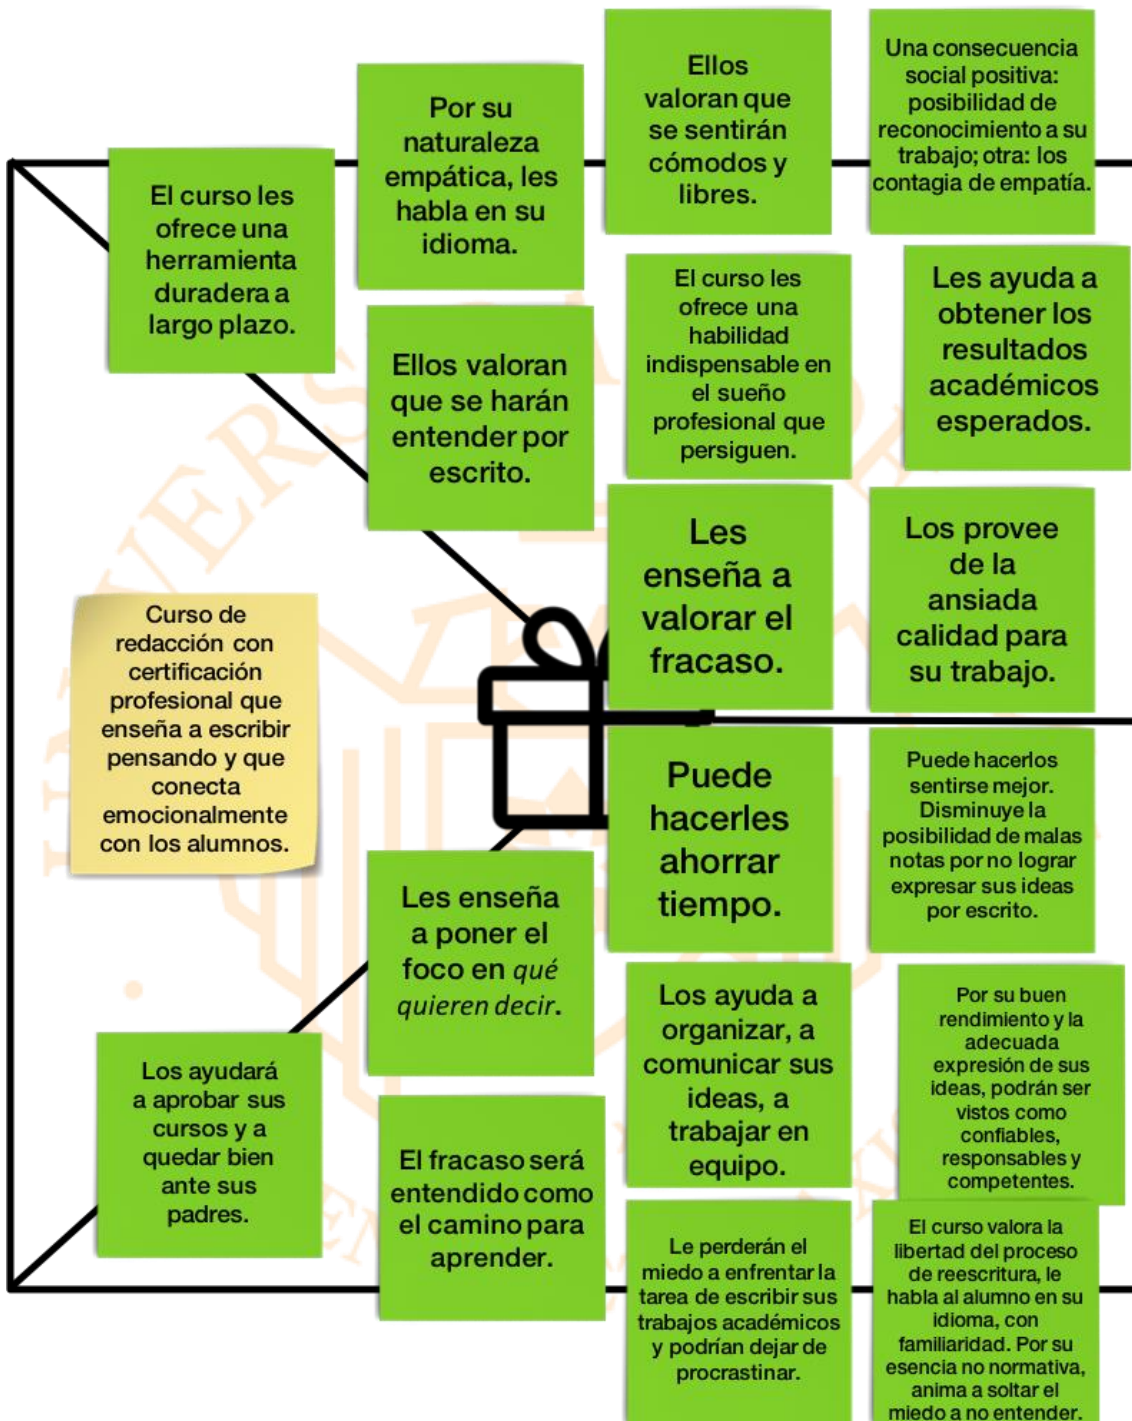 El curso les
ofrece una
herramienta
duradera a
largo plazo.
Por su
naturaleza
empática, les
habla en su
idioma.
Ellos
valoran que
se sentirán
cómodos y
libres.
Una consecuencia
social positiva:
posibilidad de
reconocimiento a su
trabajo; otra: los
contagia de empatía.
Ellos valoran
que se harán
entender por
escrito.
El curso les
ofrece una
habilidad
indispensable en
el sueño
profesional que
persiguen.
Les ayuda a
obtener los
resultados
académicos
esperados.
Les
enseña a
valorar el
fracaso.
Los provee
de la
ansiada
calidad para
su trabajo.
Curso de
redacción con
certificación
profesional que
enseña a escribir
pensando y que
conecta
emocionalmente
con los alumnos.
Puede
hacerles
ahorrar
tiempo.
Puede hacerlos
sentirse mejor.
Disminuye la
posibilidad de malas
notas por no lograr
expresar sus ideas
por escrito.
Les enseña
a poner el
foco en qué
quieren decir.
Los ayuda a
organizar, a
comunicar sus
ideas, a
trabajar en
equipo.
Por su buen
rendimiento y la
adecuada
expresión de sus
ideas, podrán ser
vistos como
confiables,
responsables y
competentes.
Los ayudará
a aprobar sus
cursos y a
quedar bien
ante sus
padres.
El fracaso será
entendido como
el camino para
aprender.
Le perderán el
miedo a enfrentar la
tarea de escribir sus
trabajos académicos
y podrían dejar de
procrastinar.
El curso valora la
libertad del proceso
de reescritura, le
habla al alumno en su
idioma, con
familiaridad. Por su
esencia no normativa,
anima a soltar el
miedo a no entender.